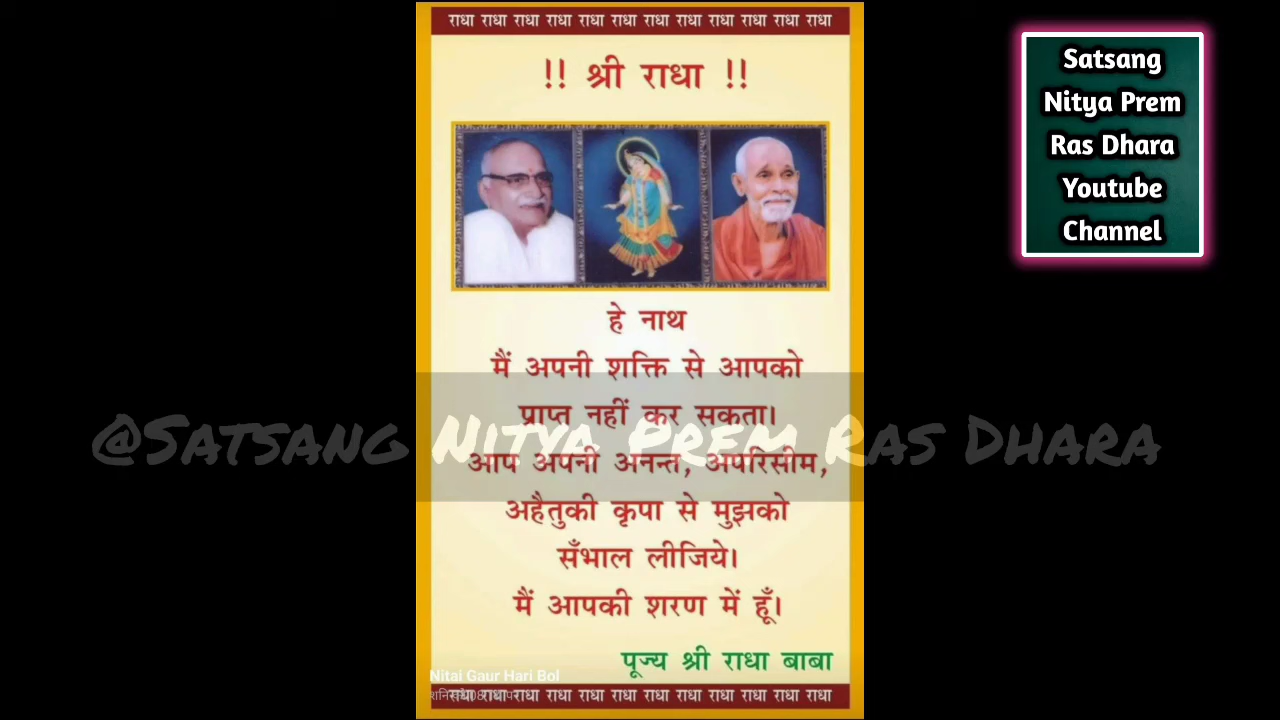 राधा राधा राधा राधा राधा राधा राधा राधा राधा राधा राधा राधा
!! श्री राधा !!
हे नाथ
मैं अपनी शक्ति से आपको
प्राप्त नहीं कर सकता।
आप अपनी अनन्त, अपरिसीम,
अहैतुकी कृपा से मुझको
सँभाल लीजिये।
मैं आपकी शरण में हूँ।
पूज्य श्री राधा बाबा
Nitai Gaur Hari Bol
राधा राधा राधा राधा राधा राधा राधा राधा राधा राधा राधा
@Satsang Nitya Prem Ras Dhara
Satsang
Nitya Prem
Ras Dhara
Youtube
Channel